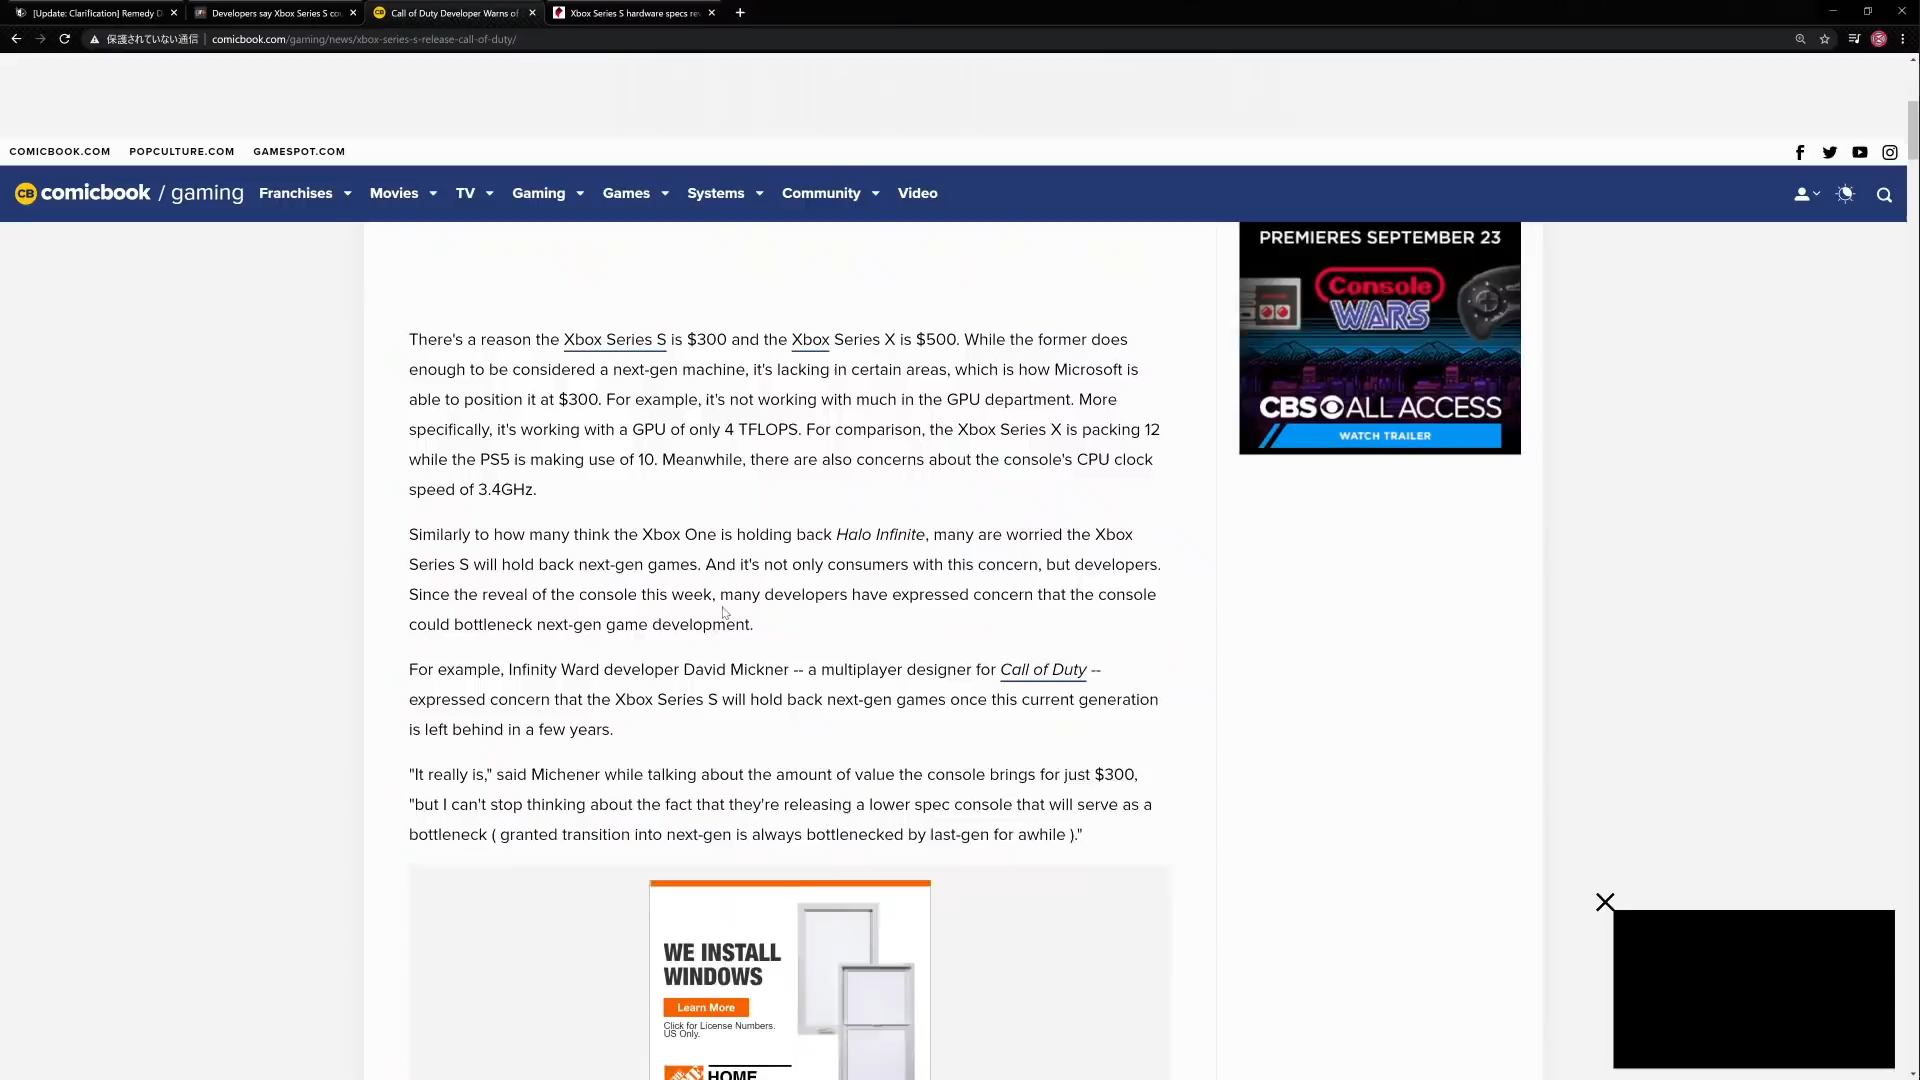 [Update: Clarification] Remedy D
Developers say Xbox Series S co
Call of Duty Developer Warns of
Xbox Series S hardware specs re
保護されていない通信
comicbook.com/gaming/news/xbox-series-s-release-call-of-duty/
COMICBOOK.COM POPCULTURE.COM GAMESPOT.COM
CB comicbook / gaming Franchises Movies TV Gaming Games Systems Community Video
PREMIERES SEPTEMBER 23
Console
WARS
CBS ALL ACCESS
WATCH TRAILER
There's a reason the Xbox Series S is $300 and the Xbox Series X is $500. While the former does
enough to be considered a next-gen machine, it's lacking in certain areas, which is how Microsoft is
able to position it at $300. For example, it's not working with much in the GPU department. More
specifically, it's working with a GPU of only 4 TFLOPS. For comparison, the Xbox Series X is packing 12
while the PS5 is making use of 10. Meanwhile, there are also concerns about the console's CPU clock
speed of 3.4GHz.
Similarly to how many think the Xbox One is holding back Halo Infinite, many are worried the Xbox
Series S will hold back next-gen games. And it's not only consumers with this concern, but developers.
Since the reveal of the console this week, many developers have expressed concern that the console
could bottleneck next-gen game development.
For example, Infinity Ward developer David Mickner -- a multiplayer designer for Call of Duty --
expressed concern that the Xbox Series S will hold back next-gen games once this current generation
is left behind in a few years.
"It really is," said Michener while talking about the amount of value the console brings for just $300,
"but I can't stop thinking about the fact that they're releasing a lower spec console that will serve as a
bottleneck ( granted transition into next-gen is always bottlenecked by last-gen for awhile )."
WE INSTALL
WINDOWS
Learn More
Click for License Numbers.
US Only.
HOME